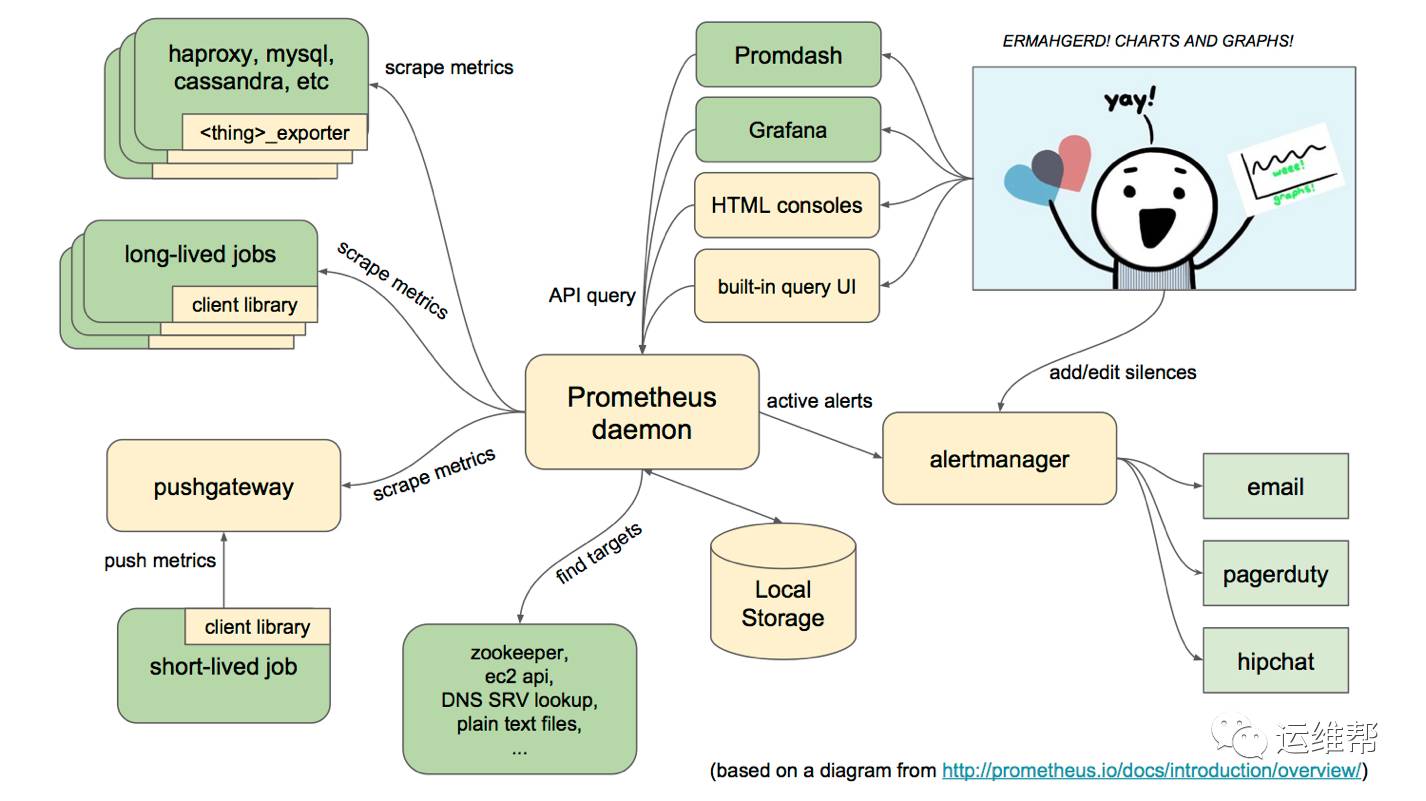 haproxy, mysql,
cassandra, etc
<thing>_exporter
scrape metrics
long-lived jobs
client library
scrape metrics
pushgateway
scrape metrics
push metrics
client library
short-lived job
Promdash
Grafana
HTML consoles
built-in query UI
API query
Prometheus
daemon
find targets
zookeeper,
ec2 api,
DNS SRV lookup,
plain text files,
...
Local
Storage
active alerts
ERMAHGERD! CHARTS AND GRAPHS!
yay!
weee!
graphs!
add/edit silences
alertmanager
email
pagerduty
hipchat
运维帮
(based on a diagram from http://prometheus.io/docs/introduction/overview/)